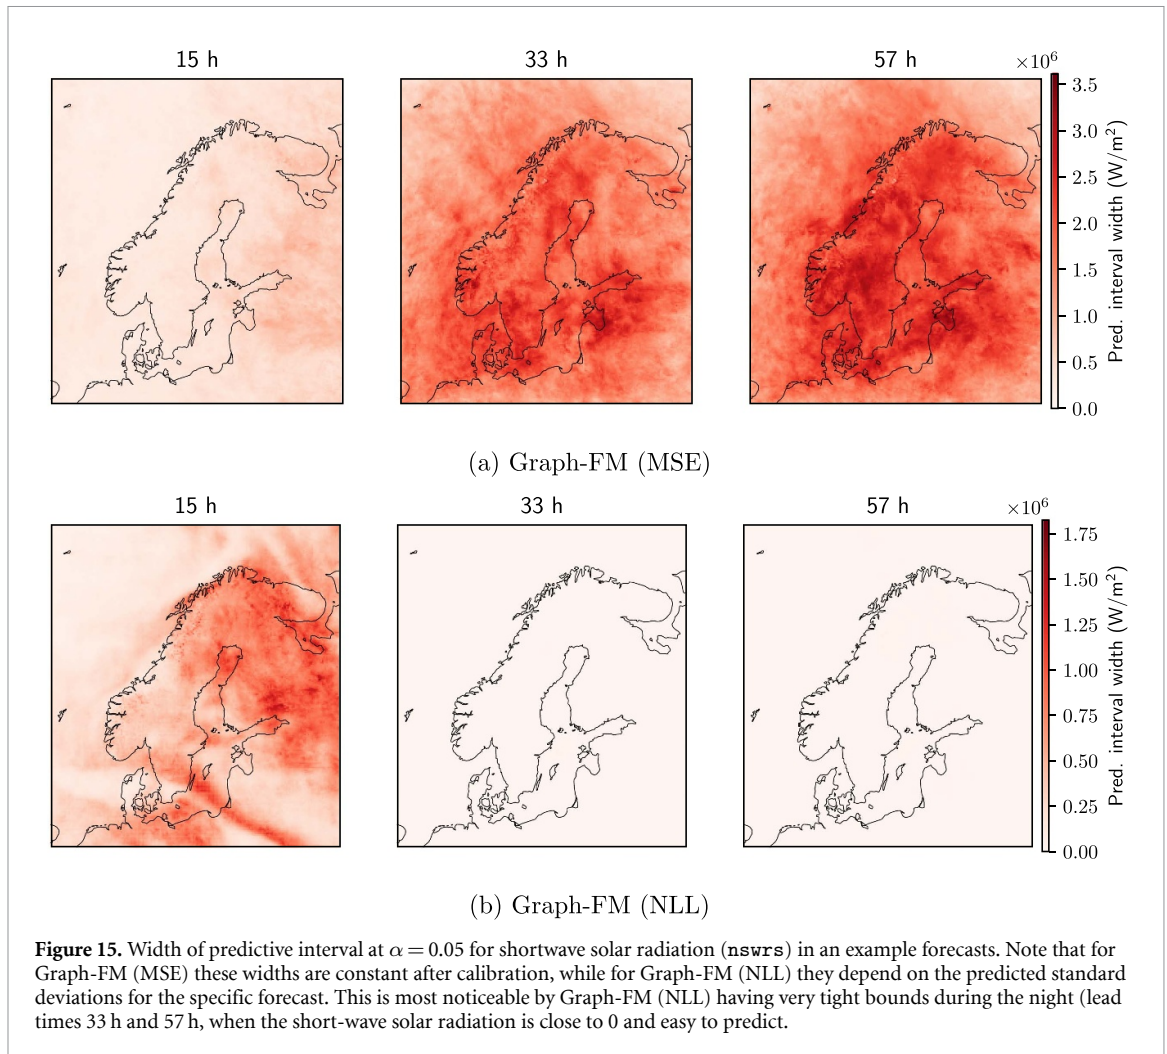 15 h
33 h
57 h
×10⁶
3.5
3.0
2.5
2.0
1.5
1.0
0.5
0.0
Pred. interval width (W/m²)
(a) Graph-FM (MSE)
15 h
33 h
57 h
×10⁶
1.75
1.50
1.25
1.00
0.75
0.50
0.25
0.00
Pred. interval width (W/m²)
(b) Graph-FM (NLL)
Figure 15. Width of predictive interval at α = 0.05 for shortwave solar radiation (nswrs) in an example forecasts. Note that for
Graph-FM (MSE) these widths are constant after calibration, while for Graph-FM (NLL) they depend on the predicted standard
deviations for the specific forecast. This is most noticeable by Graph-FM (NLL) having very tight bounds during the night (lead
times 33 h and 57 h, when the short-wave solar radiation is close to 0 and easy to predict.